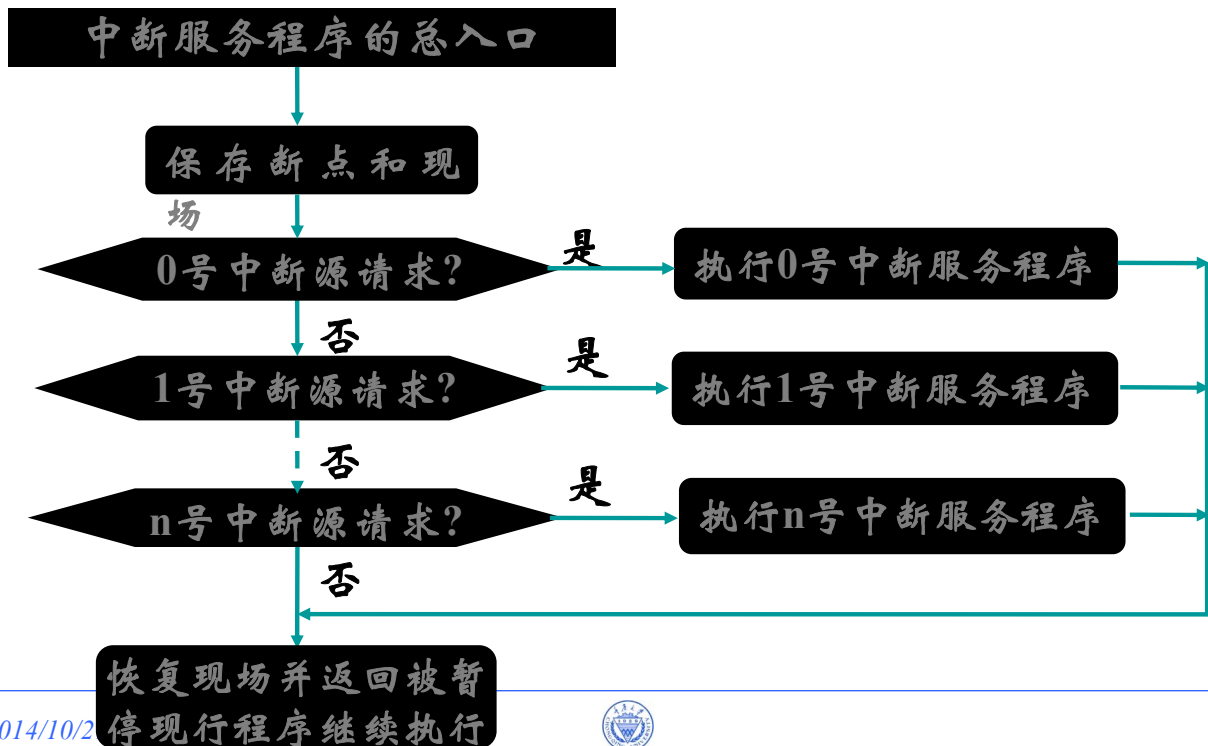 中断服务程序的总入口
保存断点和现
场
0号中断源请求?
是
执行0号中断服务程序
否
1号中断源请求?
是
执行1号中断服务程序
否
n号中断源请求?
是
执行n号中断服务程序
否
恢复现场并返回被暂
停现行程序继续执行
014/10/2